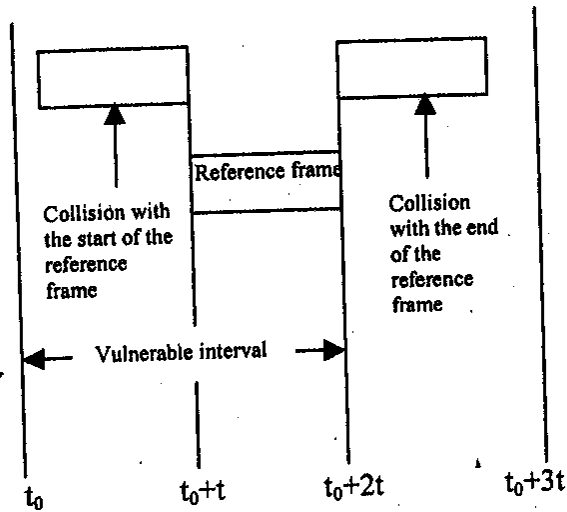 Reference frame
Collision with
the start of the
reference
frame
Collision
with the end
of the
reference
frame
Vulnerable interval
t₀
t₀+t
t₀+2t
t₀+3t